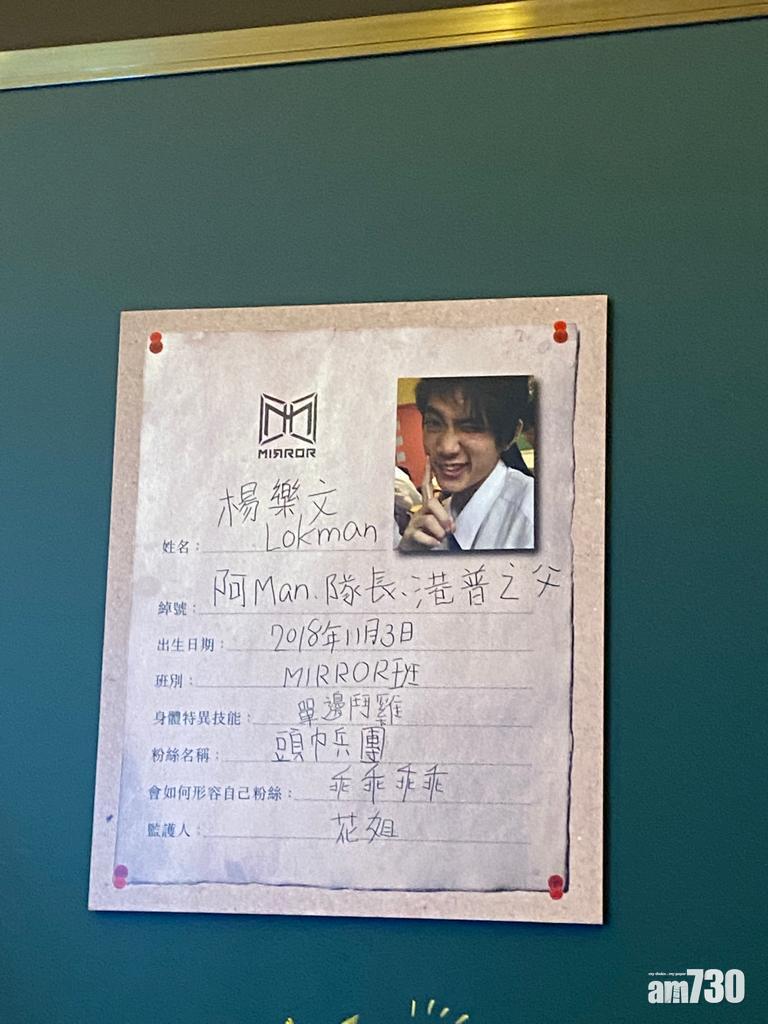 MIRROR
姓名：楊樂文 Lokman
綽號：阿Man、隊長、港普之父
出生日期：2018年11月3日
班別：MIRROR班
身體特異技能：單邊鬥雞
粉絲名稱：頭巾兵團
會如何形容自己粉絲：乖乖乖乖
監護人：花姐
am730